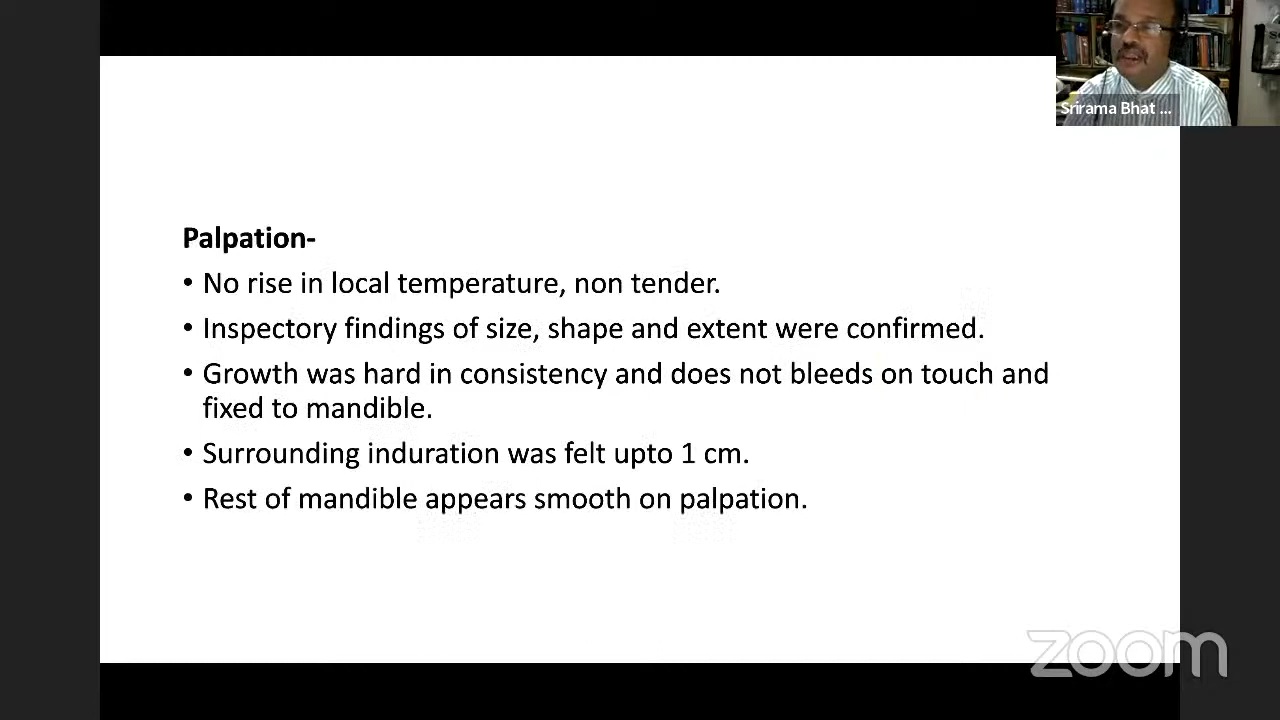 Srirama Bhat ...
Palpation-
• No rise in local temperature, non tender.
• Inspectory findings of size, shape and extent were confirmed.
• Growth was hard in consistency and does not bleeds on touch and
fixed to mandible.
• Surrounding induration was felt upto 1 cm.
• Rest of mandible appears smooth on palpation.
zoom